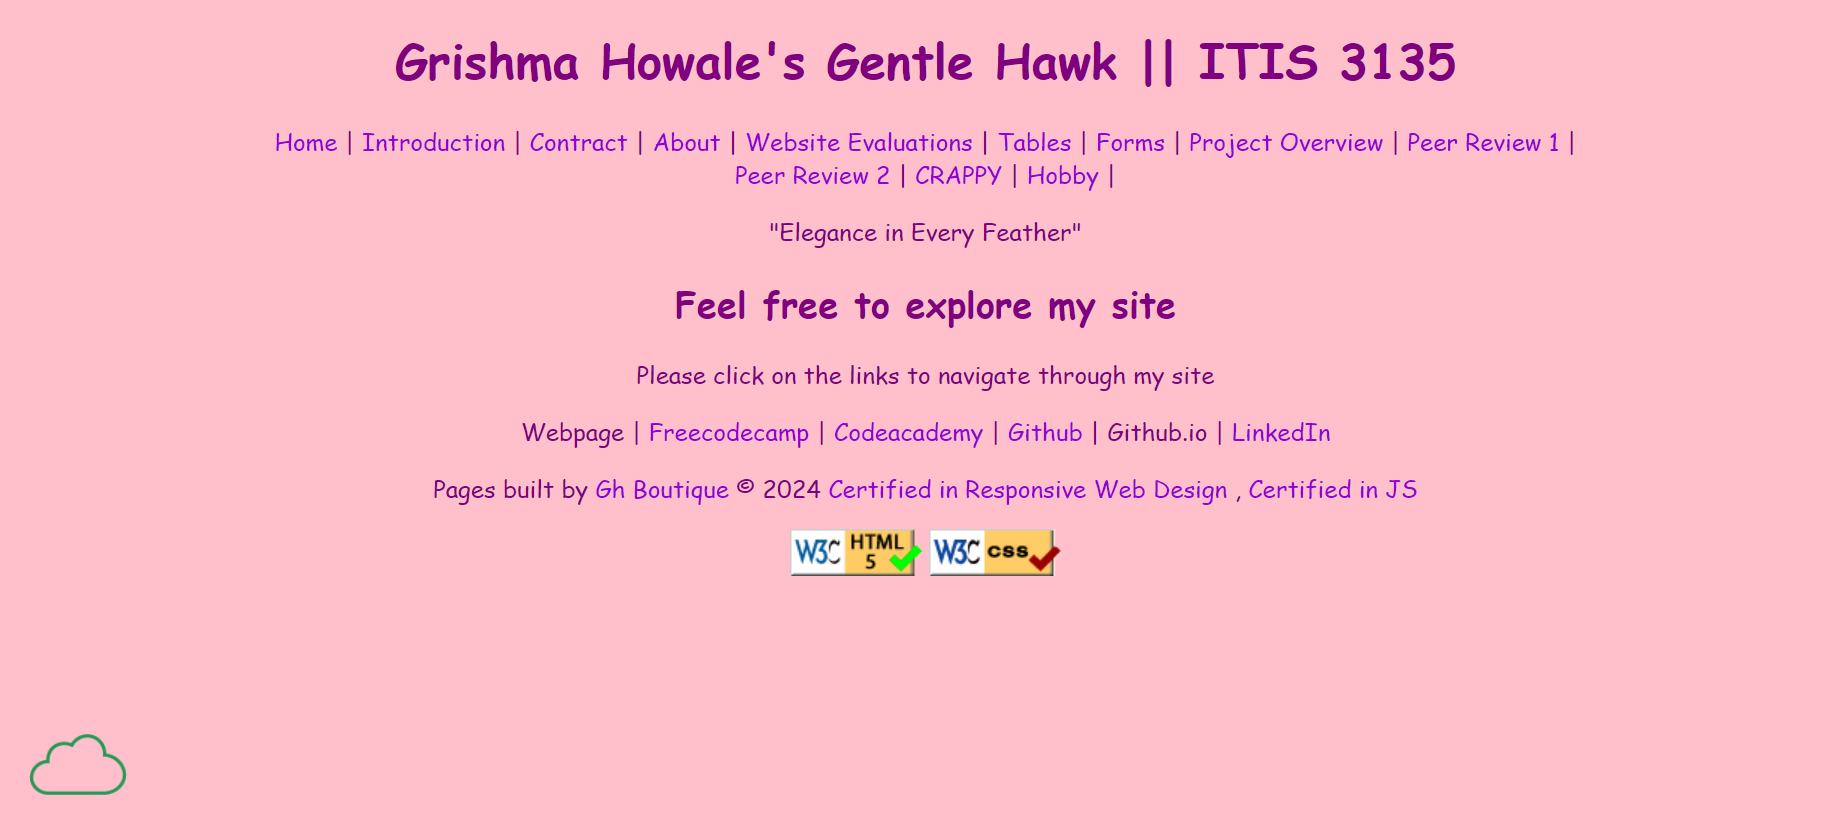 Grishma Howale's Gentle Hawk || ITIS 3135
Home | Introduction | Contract | About | Website Evaluations | Tables | Forms | Project Overview | Peer Review 1 |
Peer Review 2 | CRAPPY | Hobby |
"Elegance in Every Feather"
Feel free to explore my site
Please click on the links to navigate through my site
Webpage | Freecodecamp | Codeacademy | Github | Github.io | LinkedIn
Pages built by Gh Boutique © 2024 Certified in Responsive Web Design , Certified in JS
W3C HTML 5 W3C css